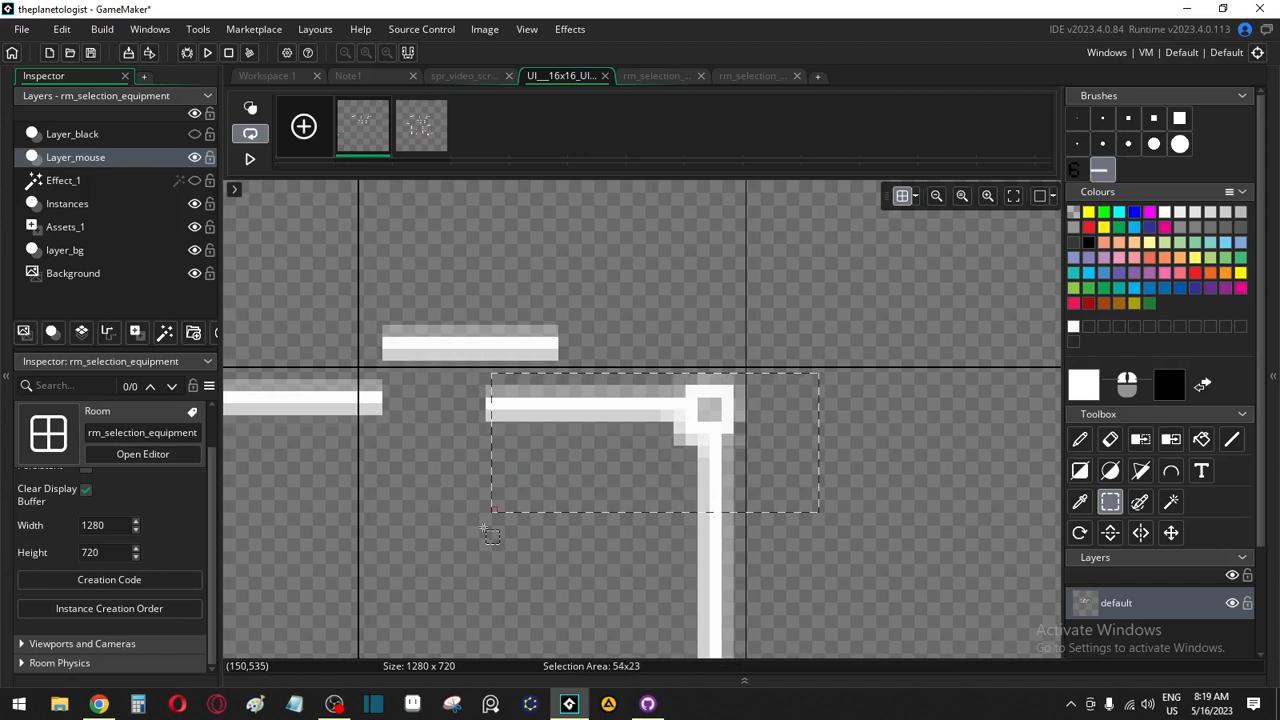 theplanetologist - GameMaker*
File Edit Build Windows Tools Marketplace Layouts Help Source Control Image View Effects
IDE v2023.4.0.84 Runtime v2023.4.0.113
Windows | VM | Default | Default
Inspector
Workspace 1
Note1
spr_video_scr...
UI__16x16_UI...
rm_selection_...
rm_selection_...
Layers - rm_selection_equipment
Layer_black
Layer_mouse
Effect_1
Instances
Assets_1
layer_bg
Background
Inspector: rm_selection_equipment
Search...
0/0
Room
rm_selection_equipment
Open Editor
Clear Display
Buffer
Width
1280
Height
720
Creation Code
Instance Creation Order
Viewports and Cameras
Room Physics
Brushes
Colours
Toolbox
Layers
default
Activate Windows
Go to Settings to activate Windows.
(150,535)
Size: 1280 x 720
Selection Area: 54x23
ENG
US
8:19 AM
5/16/2023